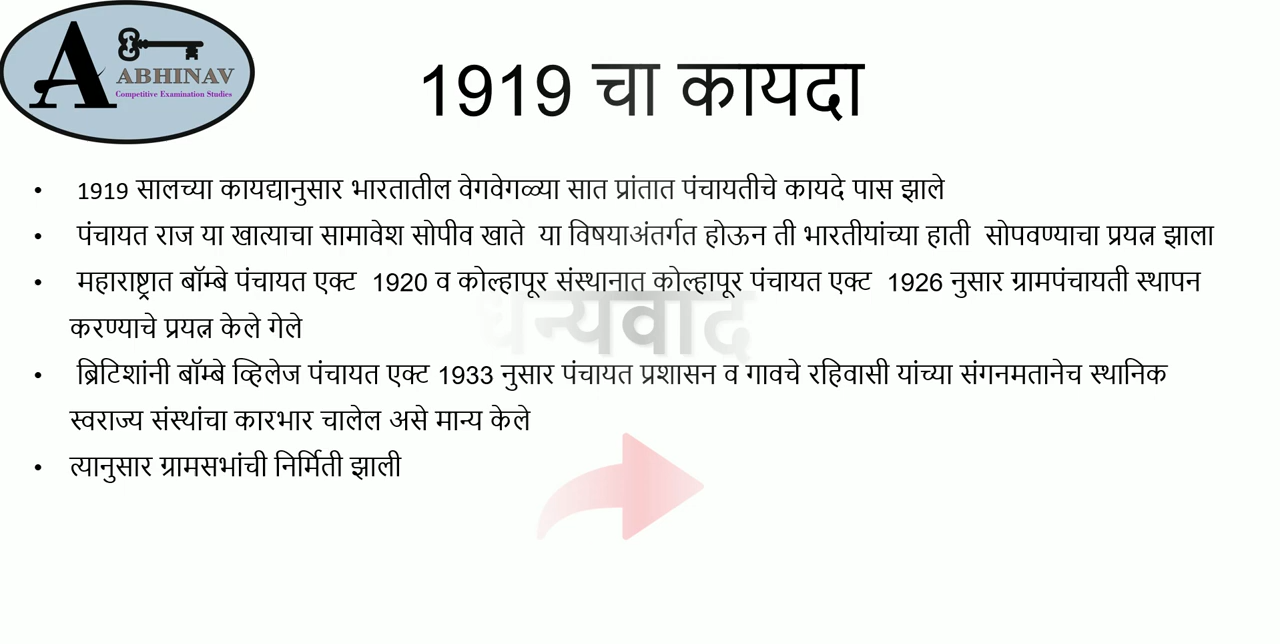 A
ABHINAV
Competitive Examination Studies
1919 चा कायदा
• 1919 सालच्या कायद्यानुसार भारतातील वेगवेगळ्या सात प्रांतात पंचायतीचे कायदे पास झाले
• पंचायत राज या खात्याचा सामावेश सोपीव खाते या विषयाअंतर्गत होऊन ती भारतीयांच्या हाती सोपवण्याचा प्रयत्न झाला
• महाराष्ट्रात बॉम्बे पंचायत एक्ट 1920 व कोल्हापूर संस्थानात कोल्हापूर पंचायत एक्ट 1926 नुसार ग्रामपंचायती स्थापन
करण्याचे प्रयत्न केले गेले
धन्यवाद
• ब्रिटिशांनी बॉम्बे व्हिलेज पंचायत एक्ट 1933 नुसार पंचायत प्रशासन व गावचे रहिवासी यांच्या संगनमतानेच स्थानिक
स्वराज्य संस्थांचा कारभार चालेल असे मान्य केले
• त्यानुसार ग्रामसभांची निर्मिती झाली